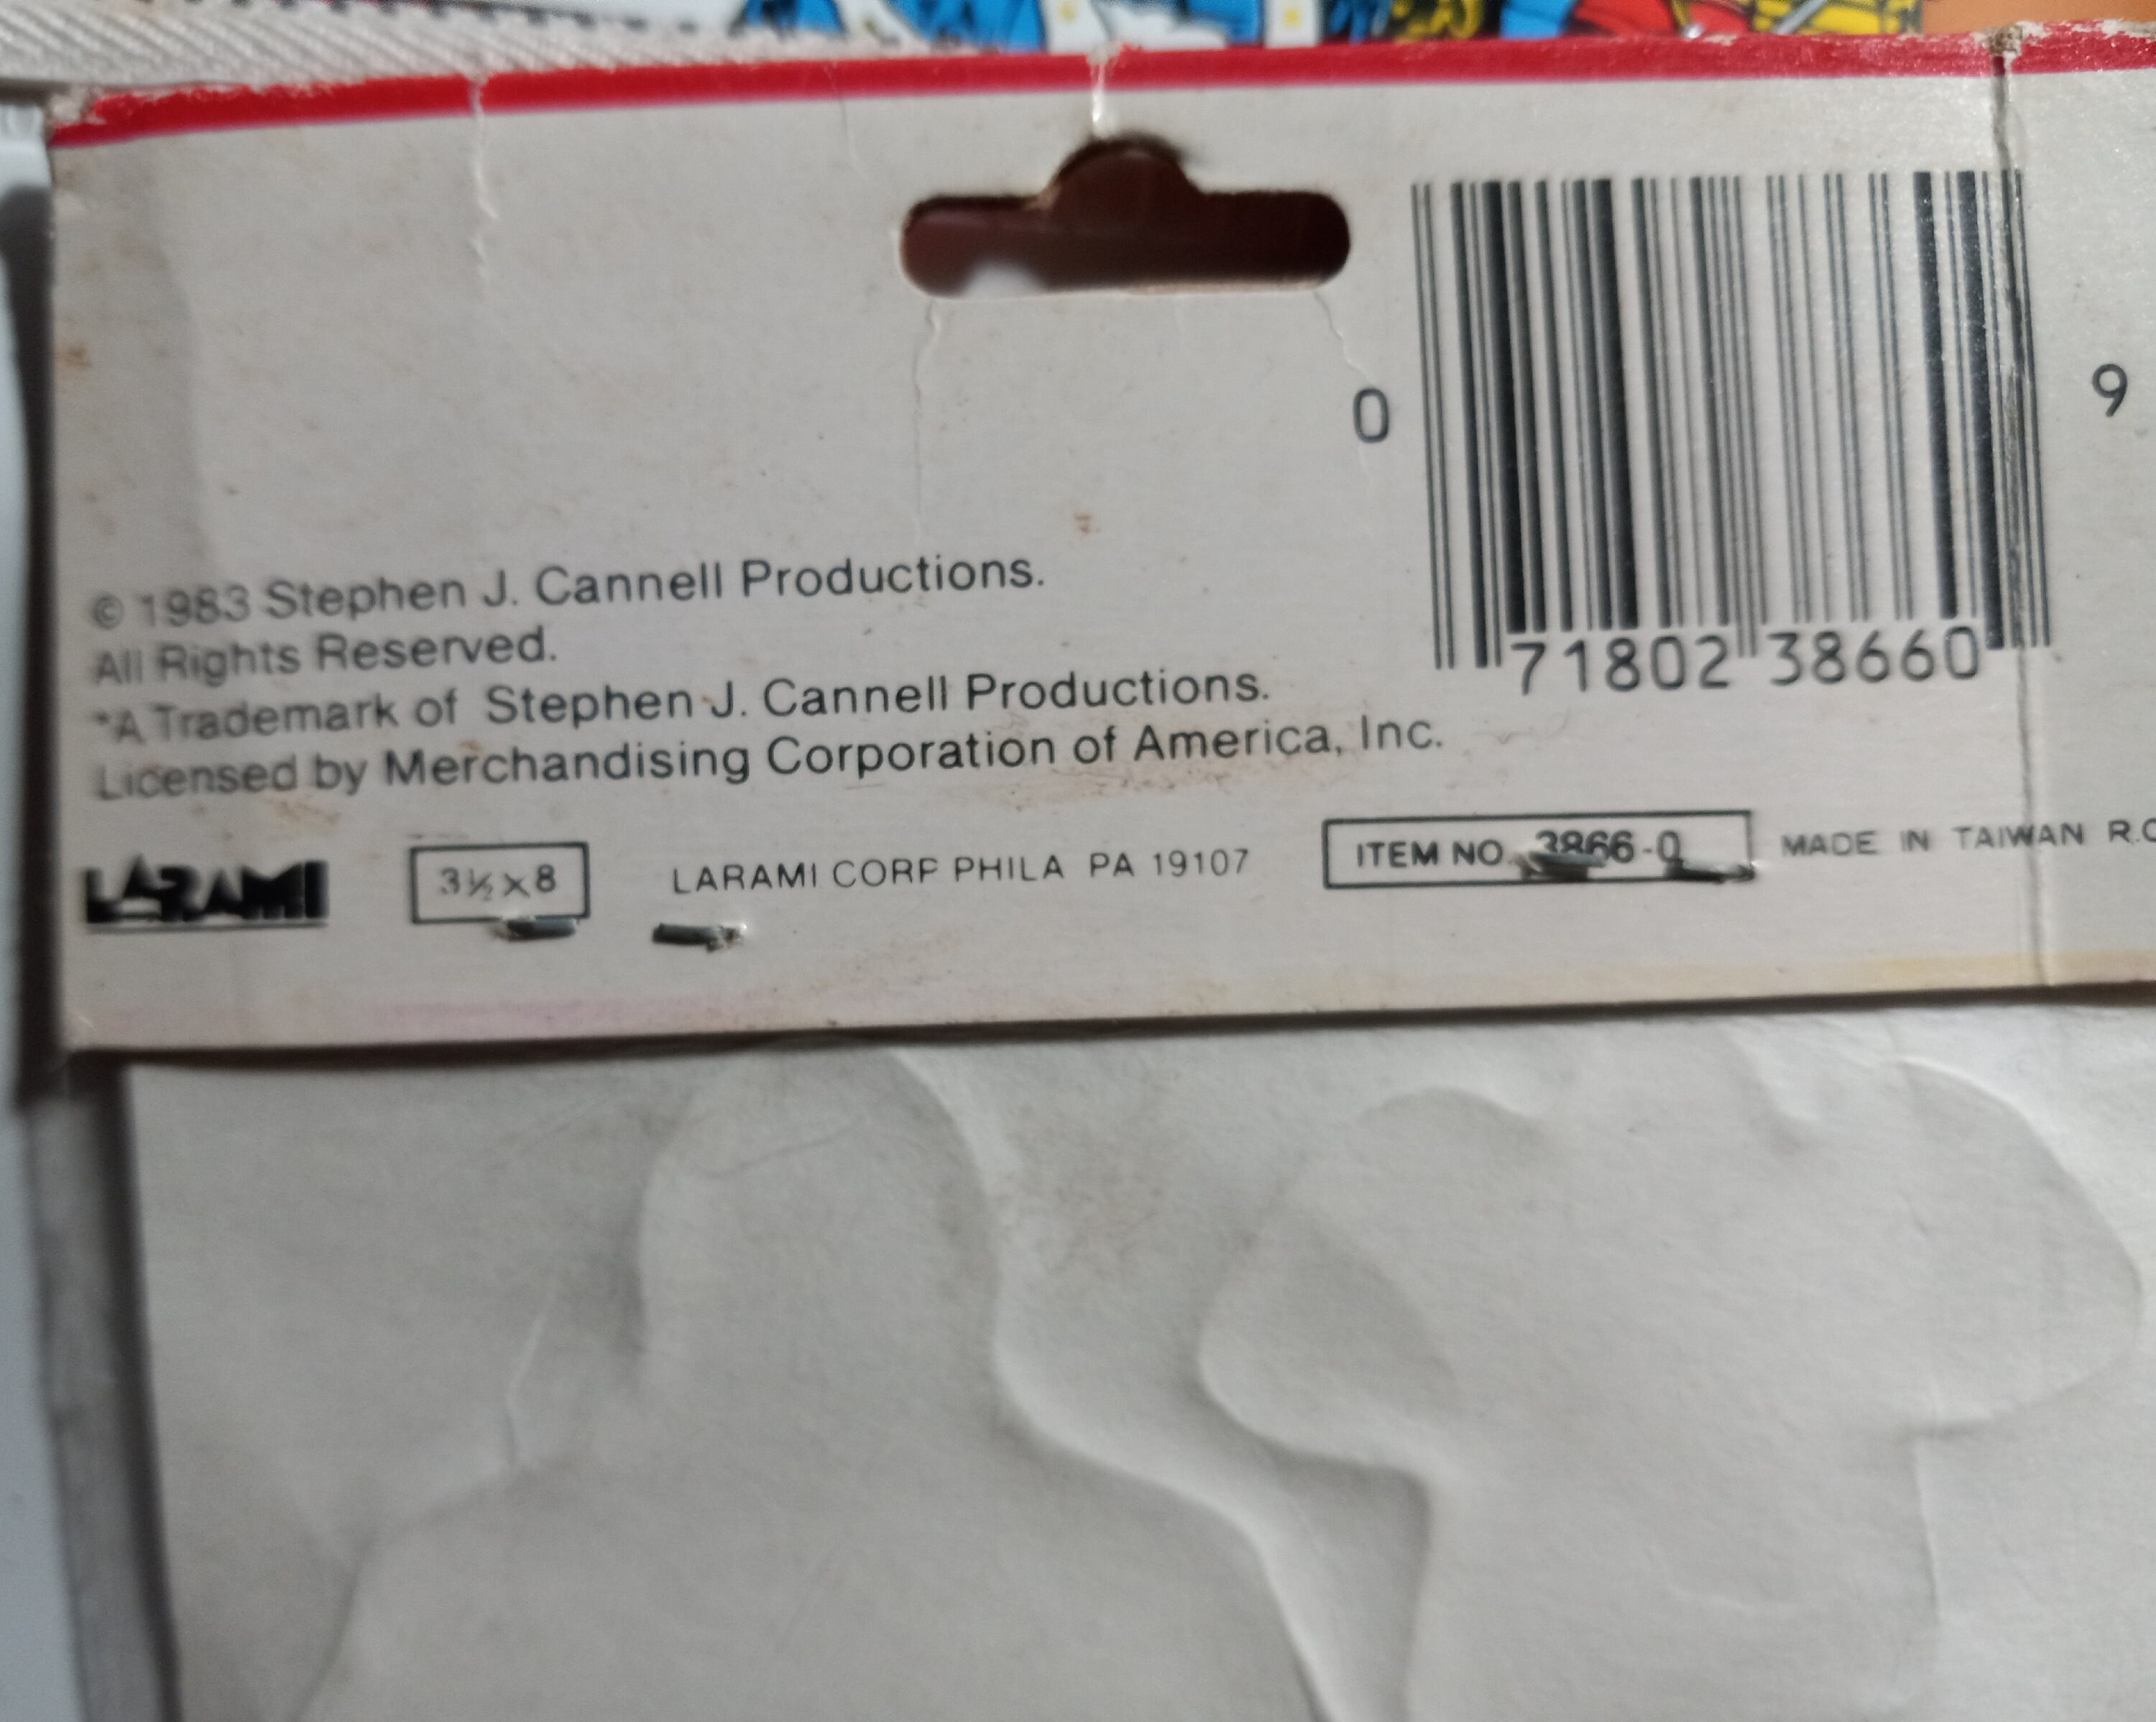 0 71802 38660 9
© 1983 Stephen J. Cannell Productions.
All Rights Reserved.
*A Trademark of Stephen J. Cannell Productions.
Licensed by Merchandising Corporation of America, Inc.
LARAMI 3½ x 8 LARAMI CORP PHILA PA 19107 ITEM NO. 3866-0 MADE IN TAIWAN R.O